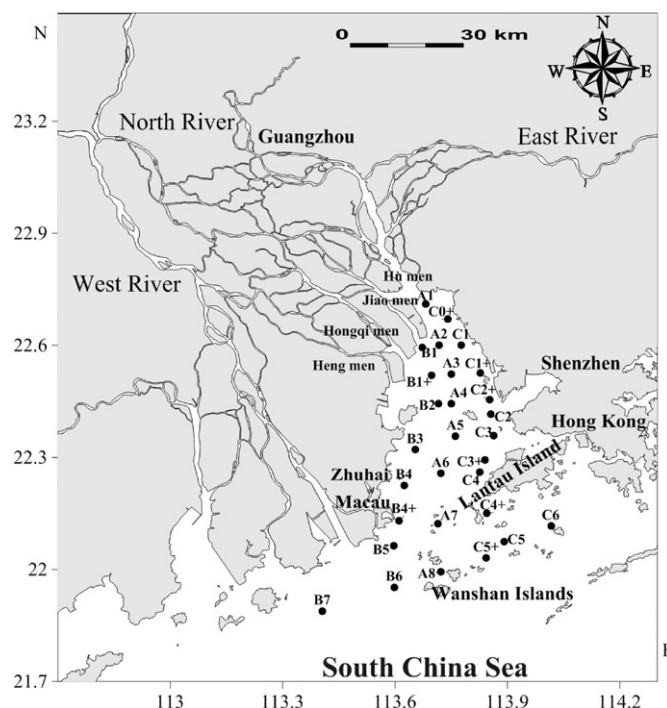 N
0 30 km
N
W E
S
23.2
North River
Guangzhou
East River
22.9
West River
Hu men
A1
Jiao men
C0+
Hongqi men
A2 C1
22.6
B1
Heng men
A3 C1+
Shenzhen
B1+
C2+
B2 A4
C2
Hong Kong
A5 C3
B3
22.3
C3+
Zhuhai
B4 A6 C4
Lantau Island
Macau
B4+ A7 C4+
C6
B5 C5
C5+
22
B6 A8
Wanshan Islands
B7
E
South China Sea
21.7
113 113.3 113.6 113.9 114.2